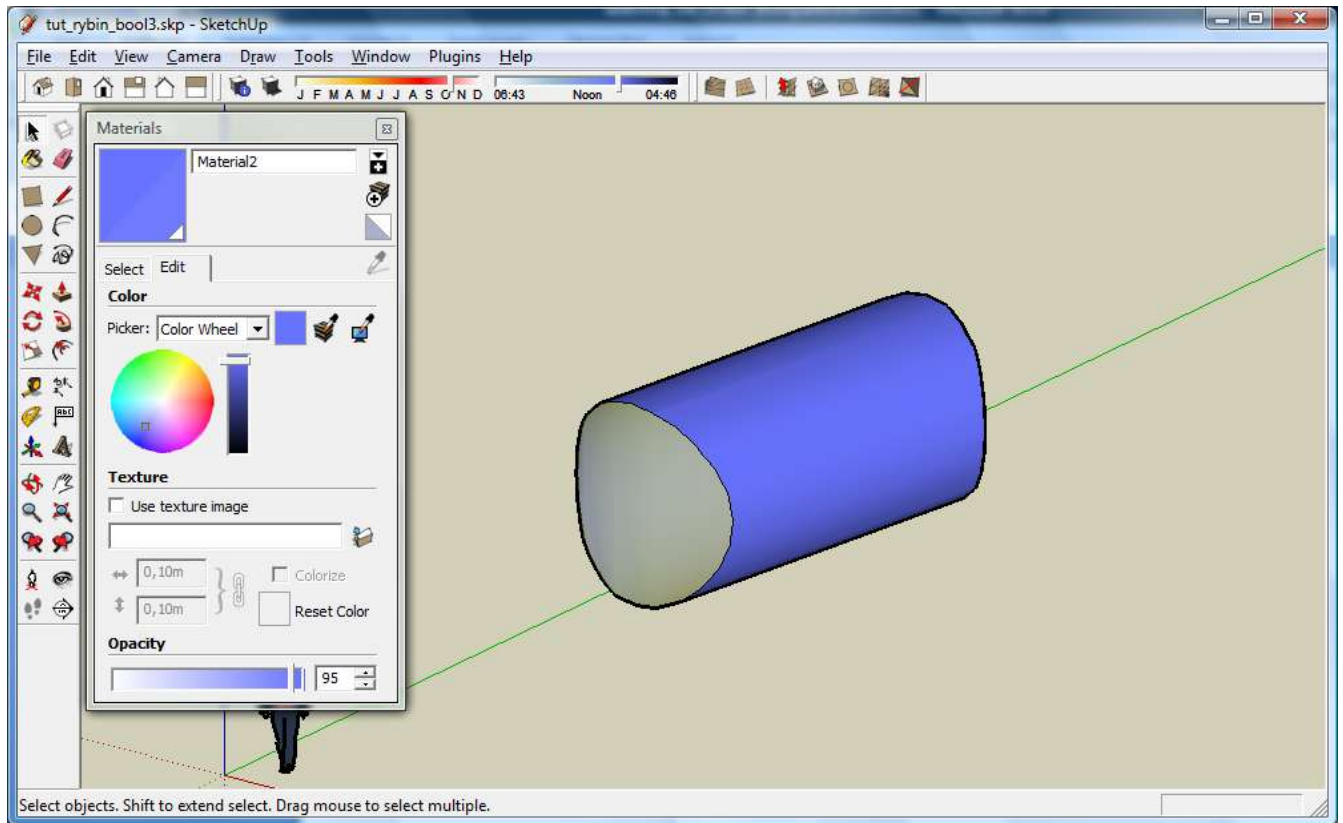 tut_rybin_bool3.skp - SketchUp
File Edit View Camera Draw Tools Window Plugins Help
J F M A M J J A S O N D 06:43 Noon 04:46
Materials
Material2
Select Edit
Color
Picker: Color Wheel
Abc
Texture
Use texture image
0,10m Colorize
0,10m Reset Color
Opacity
95
Select objects. Shift to extend select. Drag mouse to select multiple.